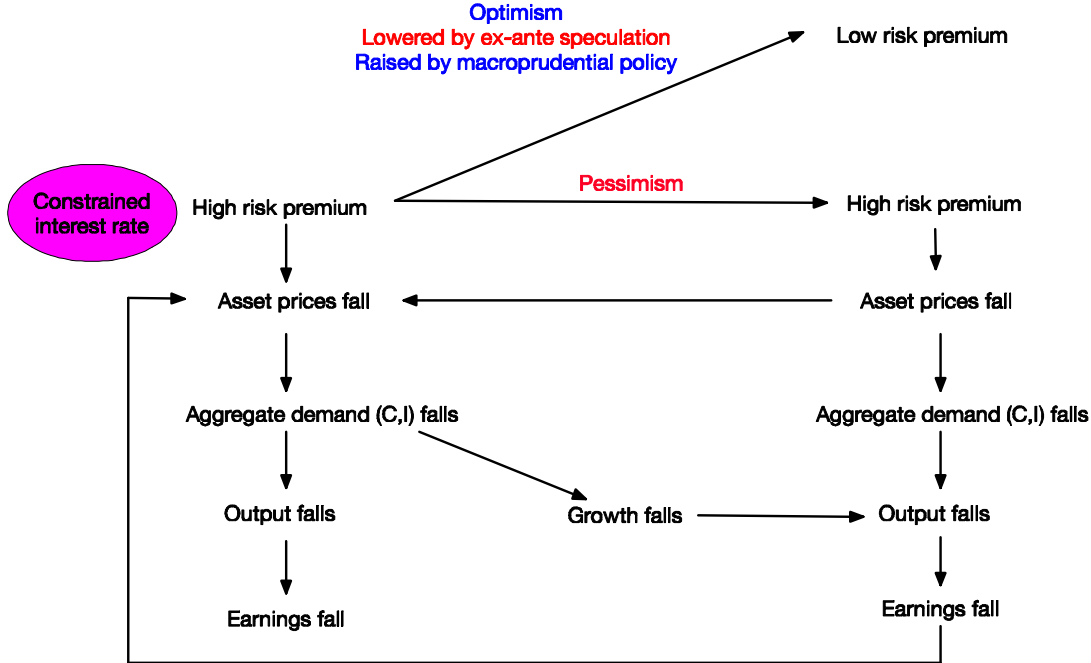 Optimism
Lowered by ex-ante speculation
Raised by macroprudential policy
Low risk premium
Constrained
interest rate
High risk premium
Pessimism
High risk premium
Asset prices fall
Asset prices fall
Aggregate demand (C,I) falls
Aggregate demand (C,I) falls
Output falls
Growth falls
Output falls
Earnings fall
Earnings fall